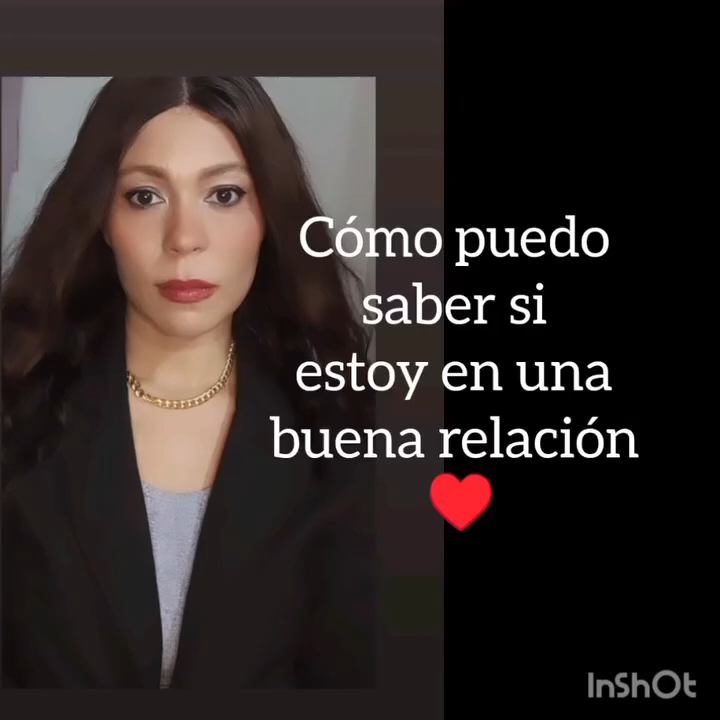 Cómo puedo
saber si
estoy en una
buena relación
❤️
InShOt